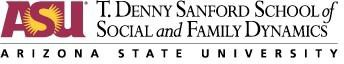 ASU
T. DENNY SANFORD SCHOOL of
SOCIAL and FAMILY DYNAMICS
ARIZONA STATE UNIVERSITY